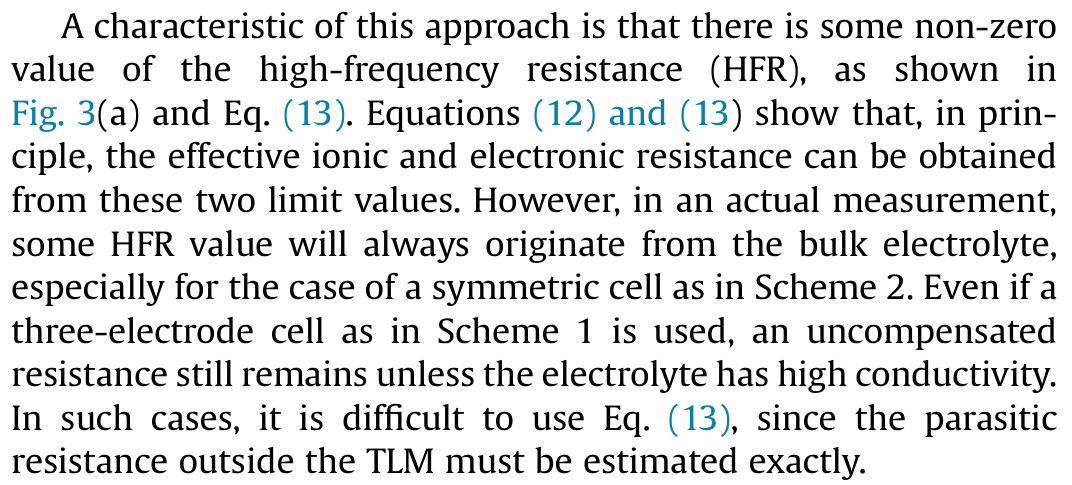 A characteristic of this approach is that there is some non-zero
value of the high-frequency resistance (HFR), as shown in
Fig. 3(a) and Eq. (13). Equations (12) and (13) show that, in prin-
ciple, the effective ionic and electronic resistance can be obtained
from these two limit values. However, in an actual measurement,
some HFR value will always originate from the bulk electrolyte,
especially for the case of a symmetric cell as in Scheme 2. Even if a
three-electrode cell as in Scheme 1 is used, an uncompensated
resistance still remains unless the electrolyte has high conductivity.
In such cases, it is difficult to use Eq. (13), since the parasitic
resistance outside the TLM must be estimated exactly.